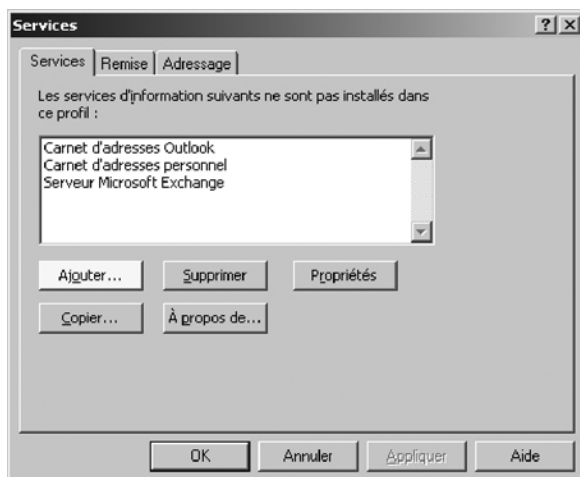 Services
Services
Remise
Adressage
Les services d'information suivants ne sont pas installés dans
ce profil :
Carnet d'adresses Outlook
Carnet d'adresses personnel
Serveur Microsoft Exchange
Ajouter...
Supprimer
Propriétés
Copier...
À propos de...
OK
Annuler
Appliquer
Aide